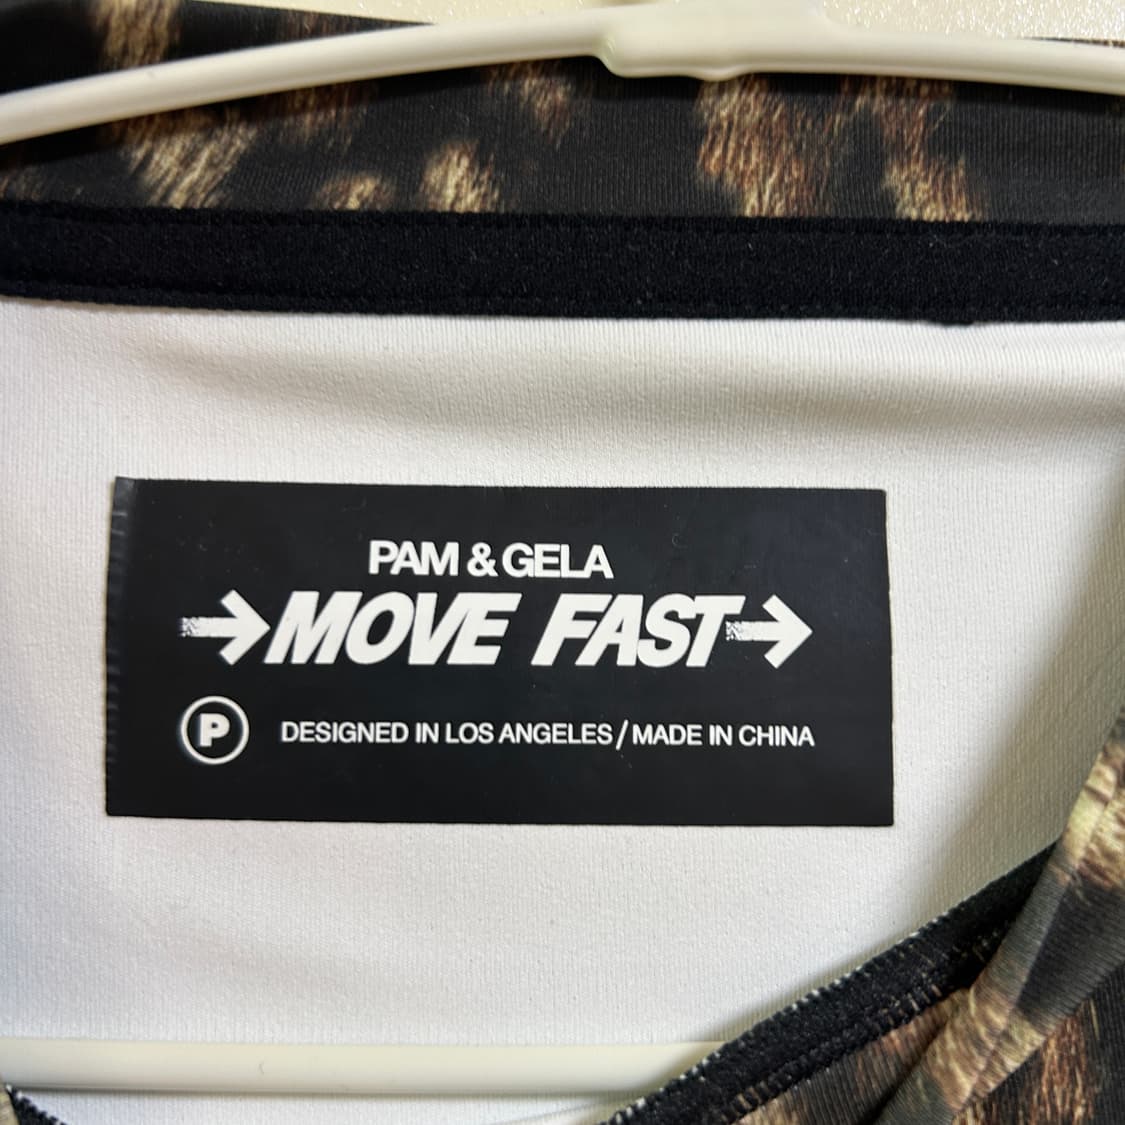 PAM & GELA
→MOVE FAST→
P DESIGNED IN LOS ANGELES / MADE IN CHINA